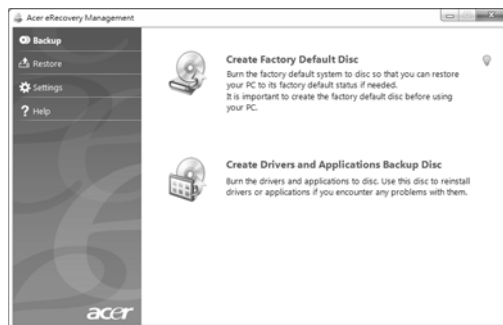 Acer eRecovery Management
Backup
Restore
Settings
Help
Create Factory Default Disc
Burn the factory default system to disc so that you can restore
your PC to its factory default status if needed.
It is important to create the factory default disc before using
your PC.
Create Drivers and Applications Backup Disc
Burn the drivers and applications to disc. Use this disc to reinstall
drivers or applications if you encounter any problems with them.
acer